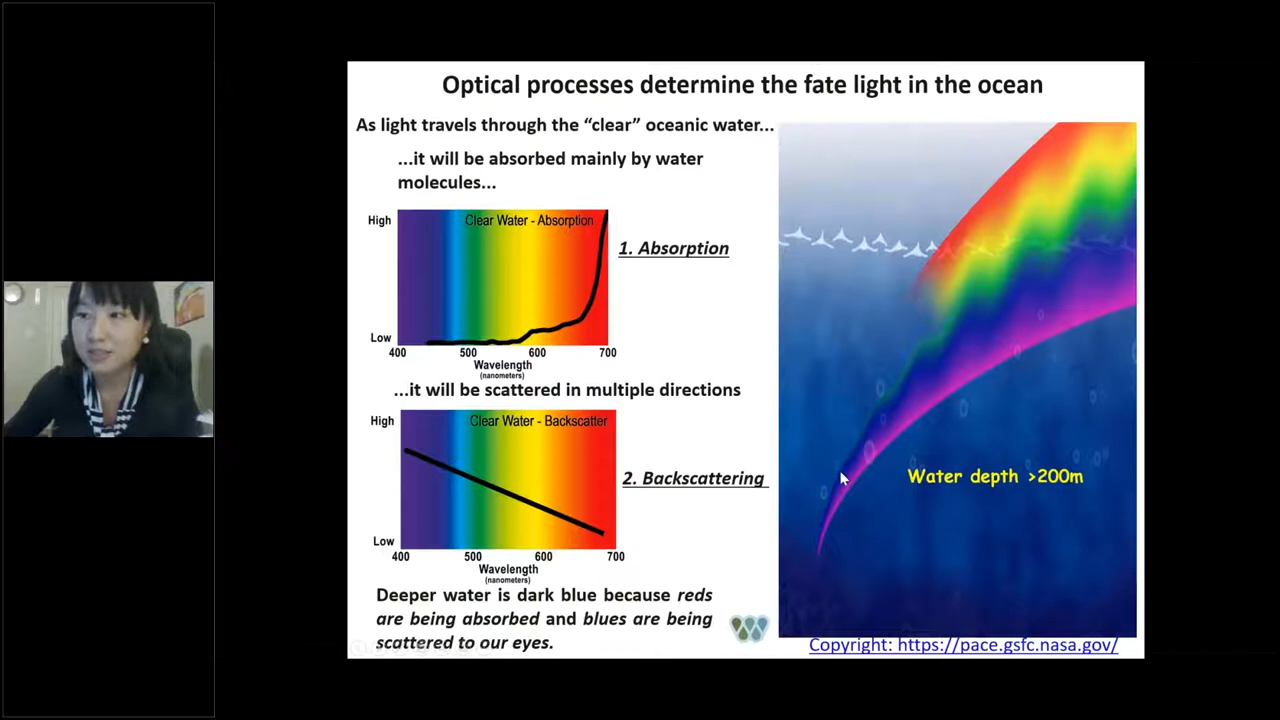 Optical processes determine the fate light in the ocean
As light travels through the “clear” oceanic water...
...it will be absorbed mainly by water
molecules...
High
Clear Water - Absorption
1. Absorption
Low
400 500 600 700
Wavelength
(nanometers)
...it will be scattered in multiple directions
High
Clear Water - Backscatter
2. Backscattering
Low
400 500 600 700
Wavelength
(nanometers)
Deeper water is dark blue because reds
are being absorbed and blues are being
scattered to our eyes.
Water depth >200m
Copyright: https://pace.gsfc.nasa.gov/